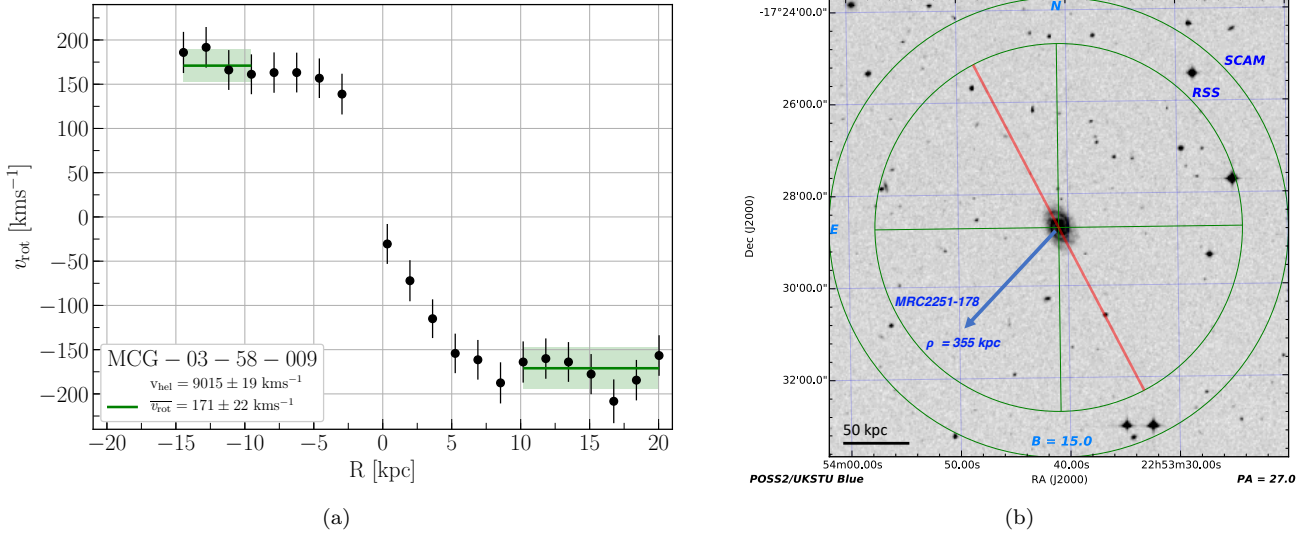 200
150
100
50
0
−50
−100
−150
−200
v_rot [kms⁻¹]
MCG − 03 − 58 − 009
v_hel = 9015 ± 19 kms⁻¹
v̅_rot = 171 ± 22 kms⁻¹
−20 −15 −10 −5 0 5 10 15 20
R [kpc]
(a)
-17°24'00.0"
26'00.0"
28'00.0"
30'00.0"
32'00.0"
Dec (J2000)
N
SCAM
RSS
E
MRC2251-178
ρ = 355 kpc
50 kpc
B = 15.0
54m00.00s 50.00s 40.00s 22h53m30.00s
POSS2/UKSTU Blue RA (J2000) PA = 27.0
(b)